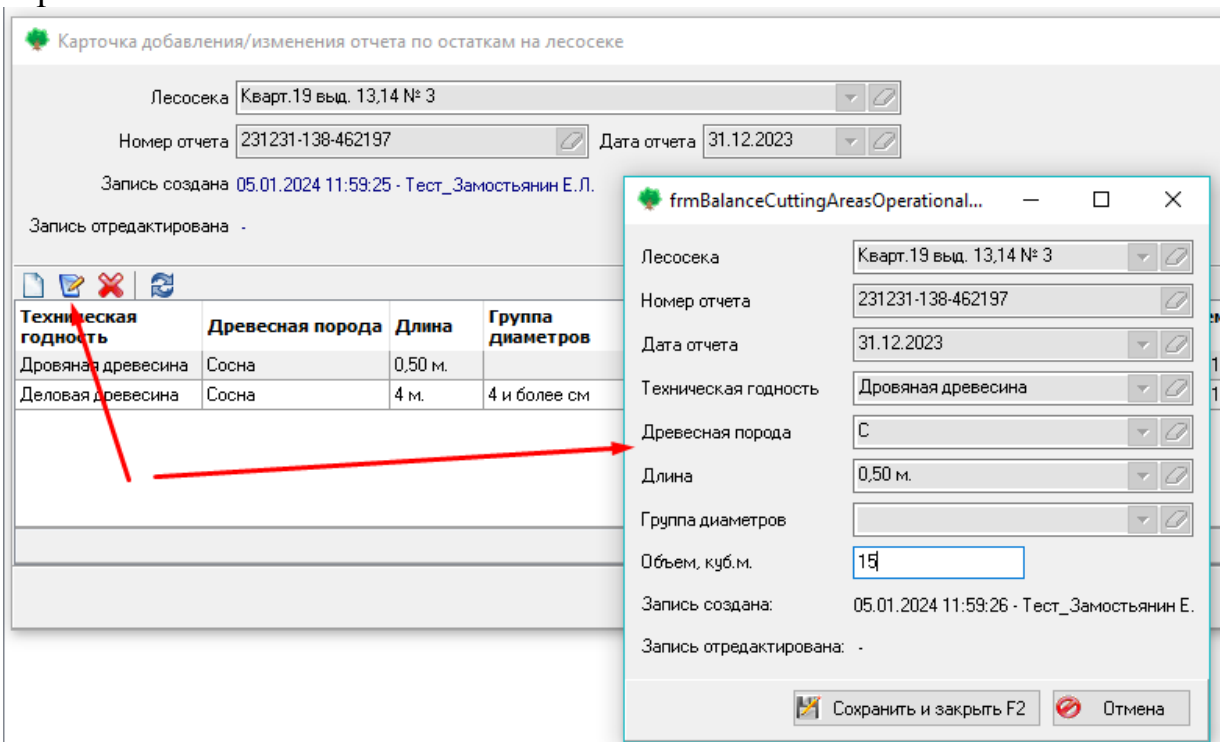 Карточка добавления/изменения отчета по остаткам на лесосеке
Лесосека Кварт.19 выд. 13,14 № 3
Номер отчета 231231-138-462197 Дата отчета 31.12.2023
Запись создана 05.01.2024 11:59:25 - Тест_Замостьянин Е.Л.
Запись отредактирована -
Техническая годность Древесная порода Длина Группа диаметров
Дровяная древесина Сосна 0,50 м.
Деловая древесина Сосна 4 м. 4 и более см
frmBalanceCuttingAreasOperational...
Лесосека Кварт.19 выд. 13,14 № 3
Номер отчета 231231-138-462197
Дата отчета 31.12.2023
Техническая годность Дровяная древесина
Древесная порода С
Длина 0,50 м.
Группа диаметров
Объем, куб.м. 15
Запись создана: 05.01.2024 11:59:26 - Тест_Замостьянин Е.
Запись отредактирована: -
Сохранить и закрыть F2 Отмена